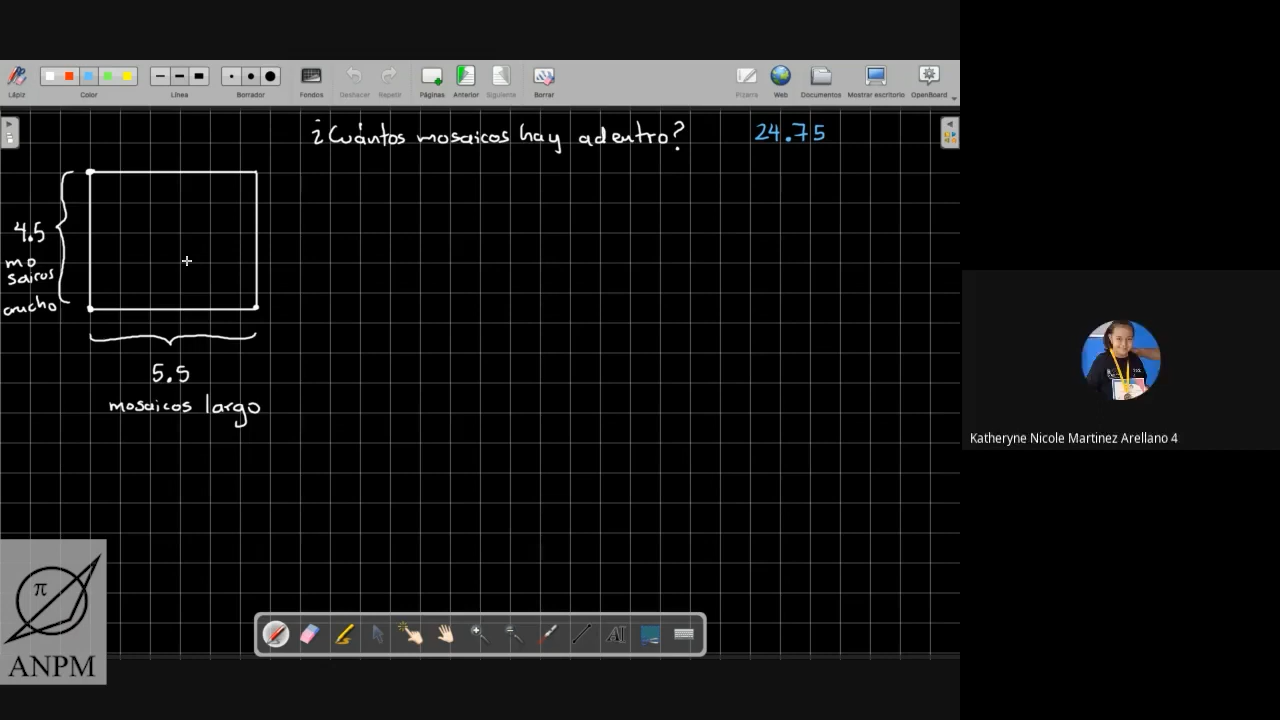 Lápiz
Color
Línea
Borrador
Fondos
Deshacer
Repetir
Páginas
Anterior
Siguiente
Borrar
Pizarra
Web
Documentos
Mostrar escritorio
OpenBoard
¿Cuántos mosaicos hay adentro?
24.75
4.5
mo
saicos
ancho
5.5
mosaicos largo
Katheryne Nicole Martinez Arellano 4
π
ANPM